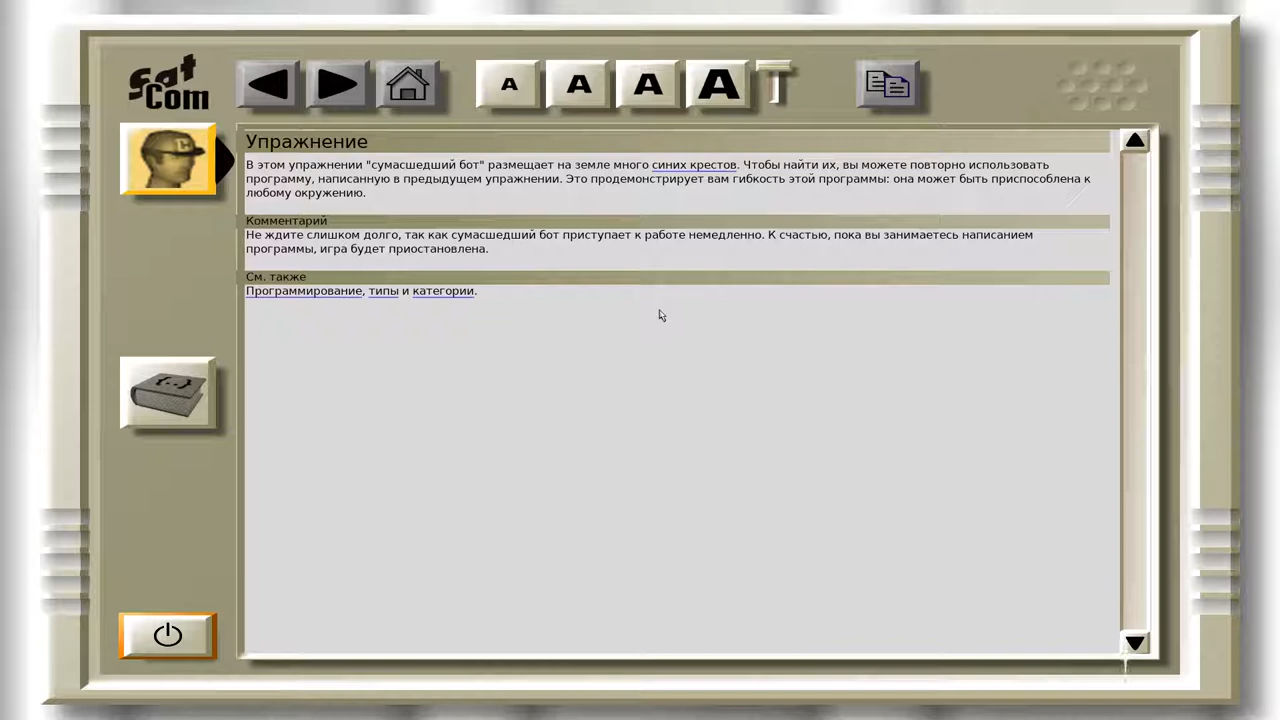 Sat
Com
A A A A T
Упражнение
В этом упражнении "сумасшедший бот" размещает на земле много синих крестов. Чтобы найти их, вы можете повторно использовать
программу, написанную в предыдущем упражнении. Это продемонстрирует вам гибкость этой программы: она может быть приспособлена к
любому окружению.
Комментарий
Не ждите слишком долго, так как сумасшедший бот приступает к работе немедленно. К счастью, пока вы занимаетесь написанием
программы, игра будет приостановлена.
См. также
Программирование, типы и категории.
{..}